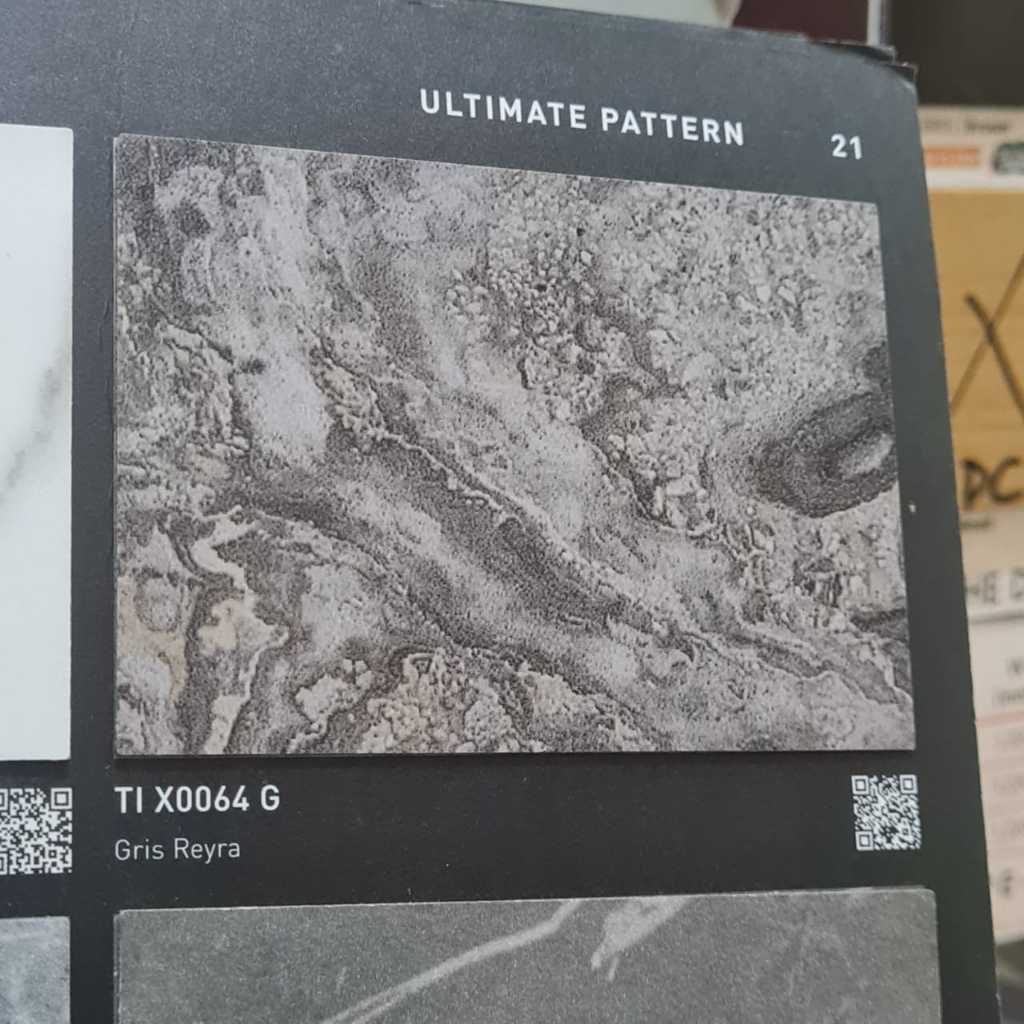 ULTIMATE PATTERN 21
TI X0064 G
Gris Reyra